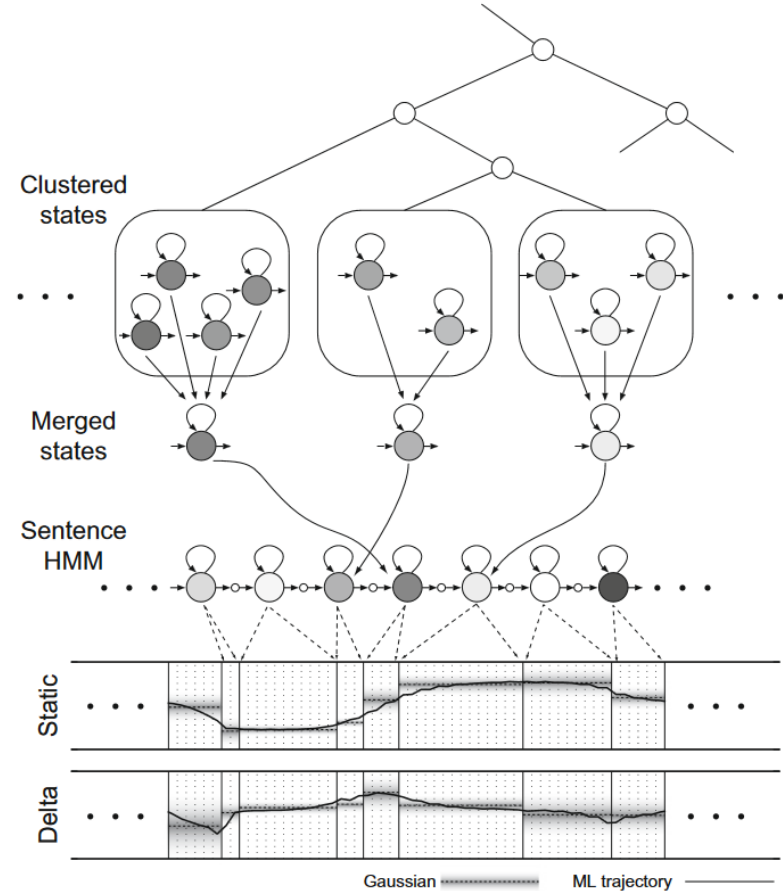 Clustered
states
Merged
states
Sentence
HMM
Static
Delta
Gaussian
ML trajectory